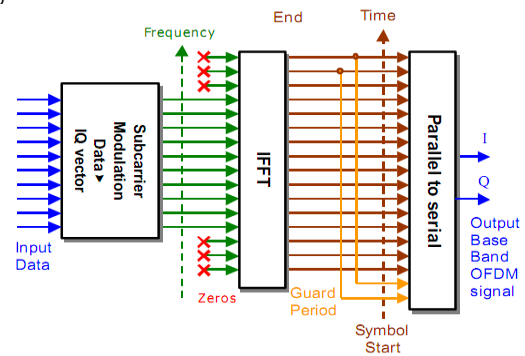 End
Time
Frequency
Subcarrier
Modulation
Data
IQ vector
IFFT
Parallel to serial
I
Q
Input
Data
Output
Base
Band
OFDM
signal
Zeros
Guard
Period
Symbol
Start